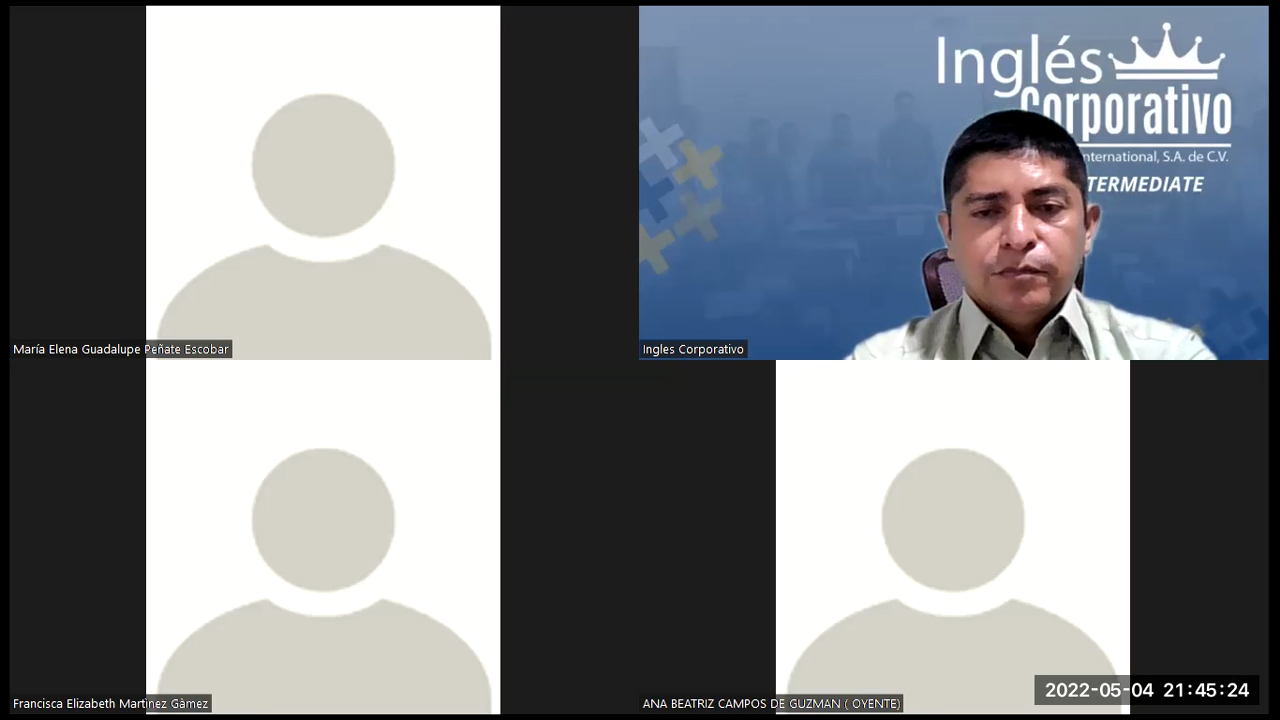 Inglés
Corporativo
nternational, S.A. de C.V.
TERMEDIATE
María Elena Guadalupe Peñate Escobar
Ingles Corporativo
Francisca Elizabeth Martinez Gàmez
ANA BEATRIZ CAMPOS DE GUZMAN ( OYENTE)
2022-05-04 21:45:24